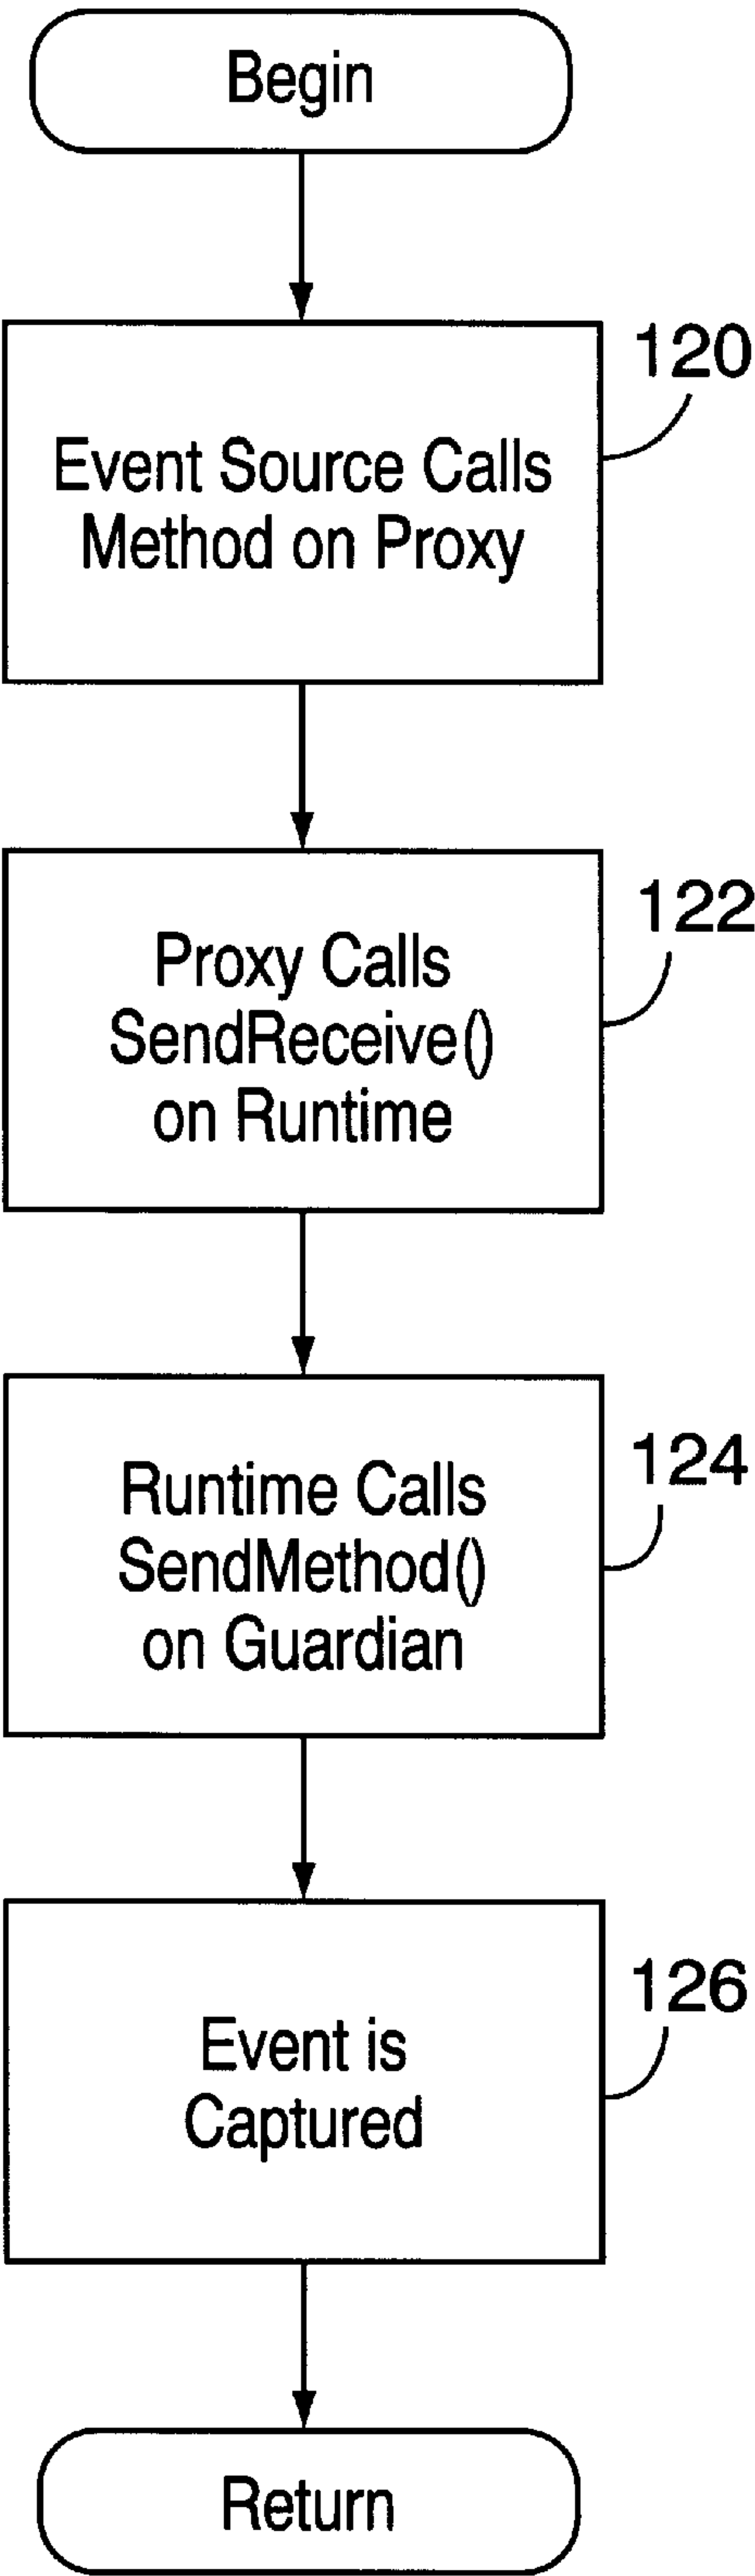 Begin
120
Event Source Calls
Method on Proxy
122
Proxy Calls
SendReceive()
on Runtime
124
Runtime Calls
SendMethod()
on Guardian
126
Event is
Captured
Return